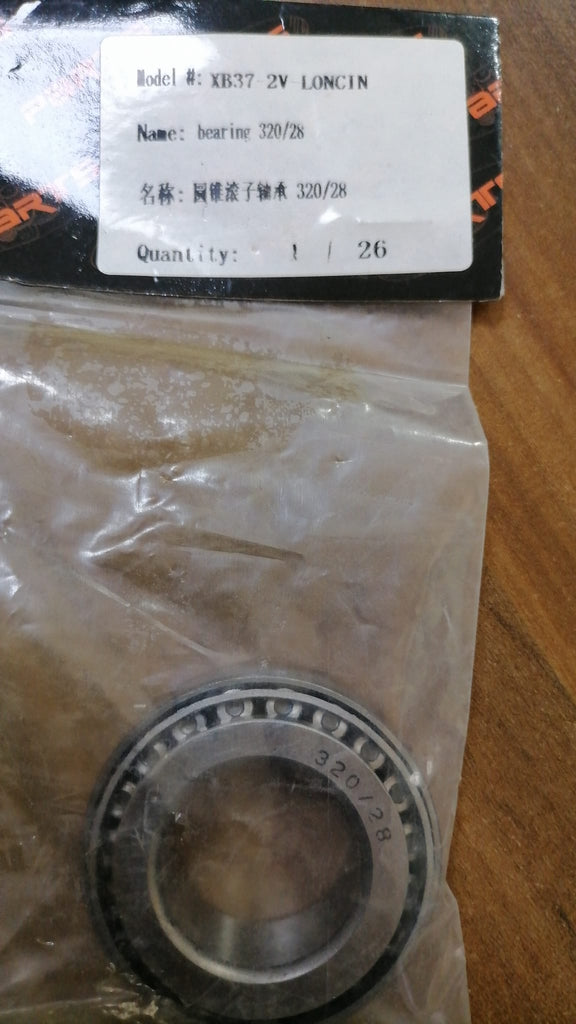 Model #: XB37-2V LONCIN
Name: bearing 320/28
名称: 圆锥滚子轴承 320/28
Quantity: 1 / 26
320/28